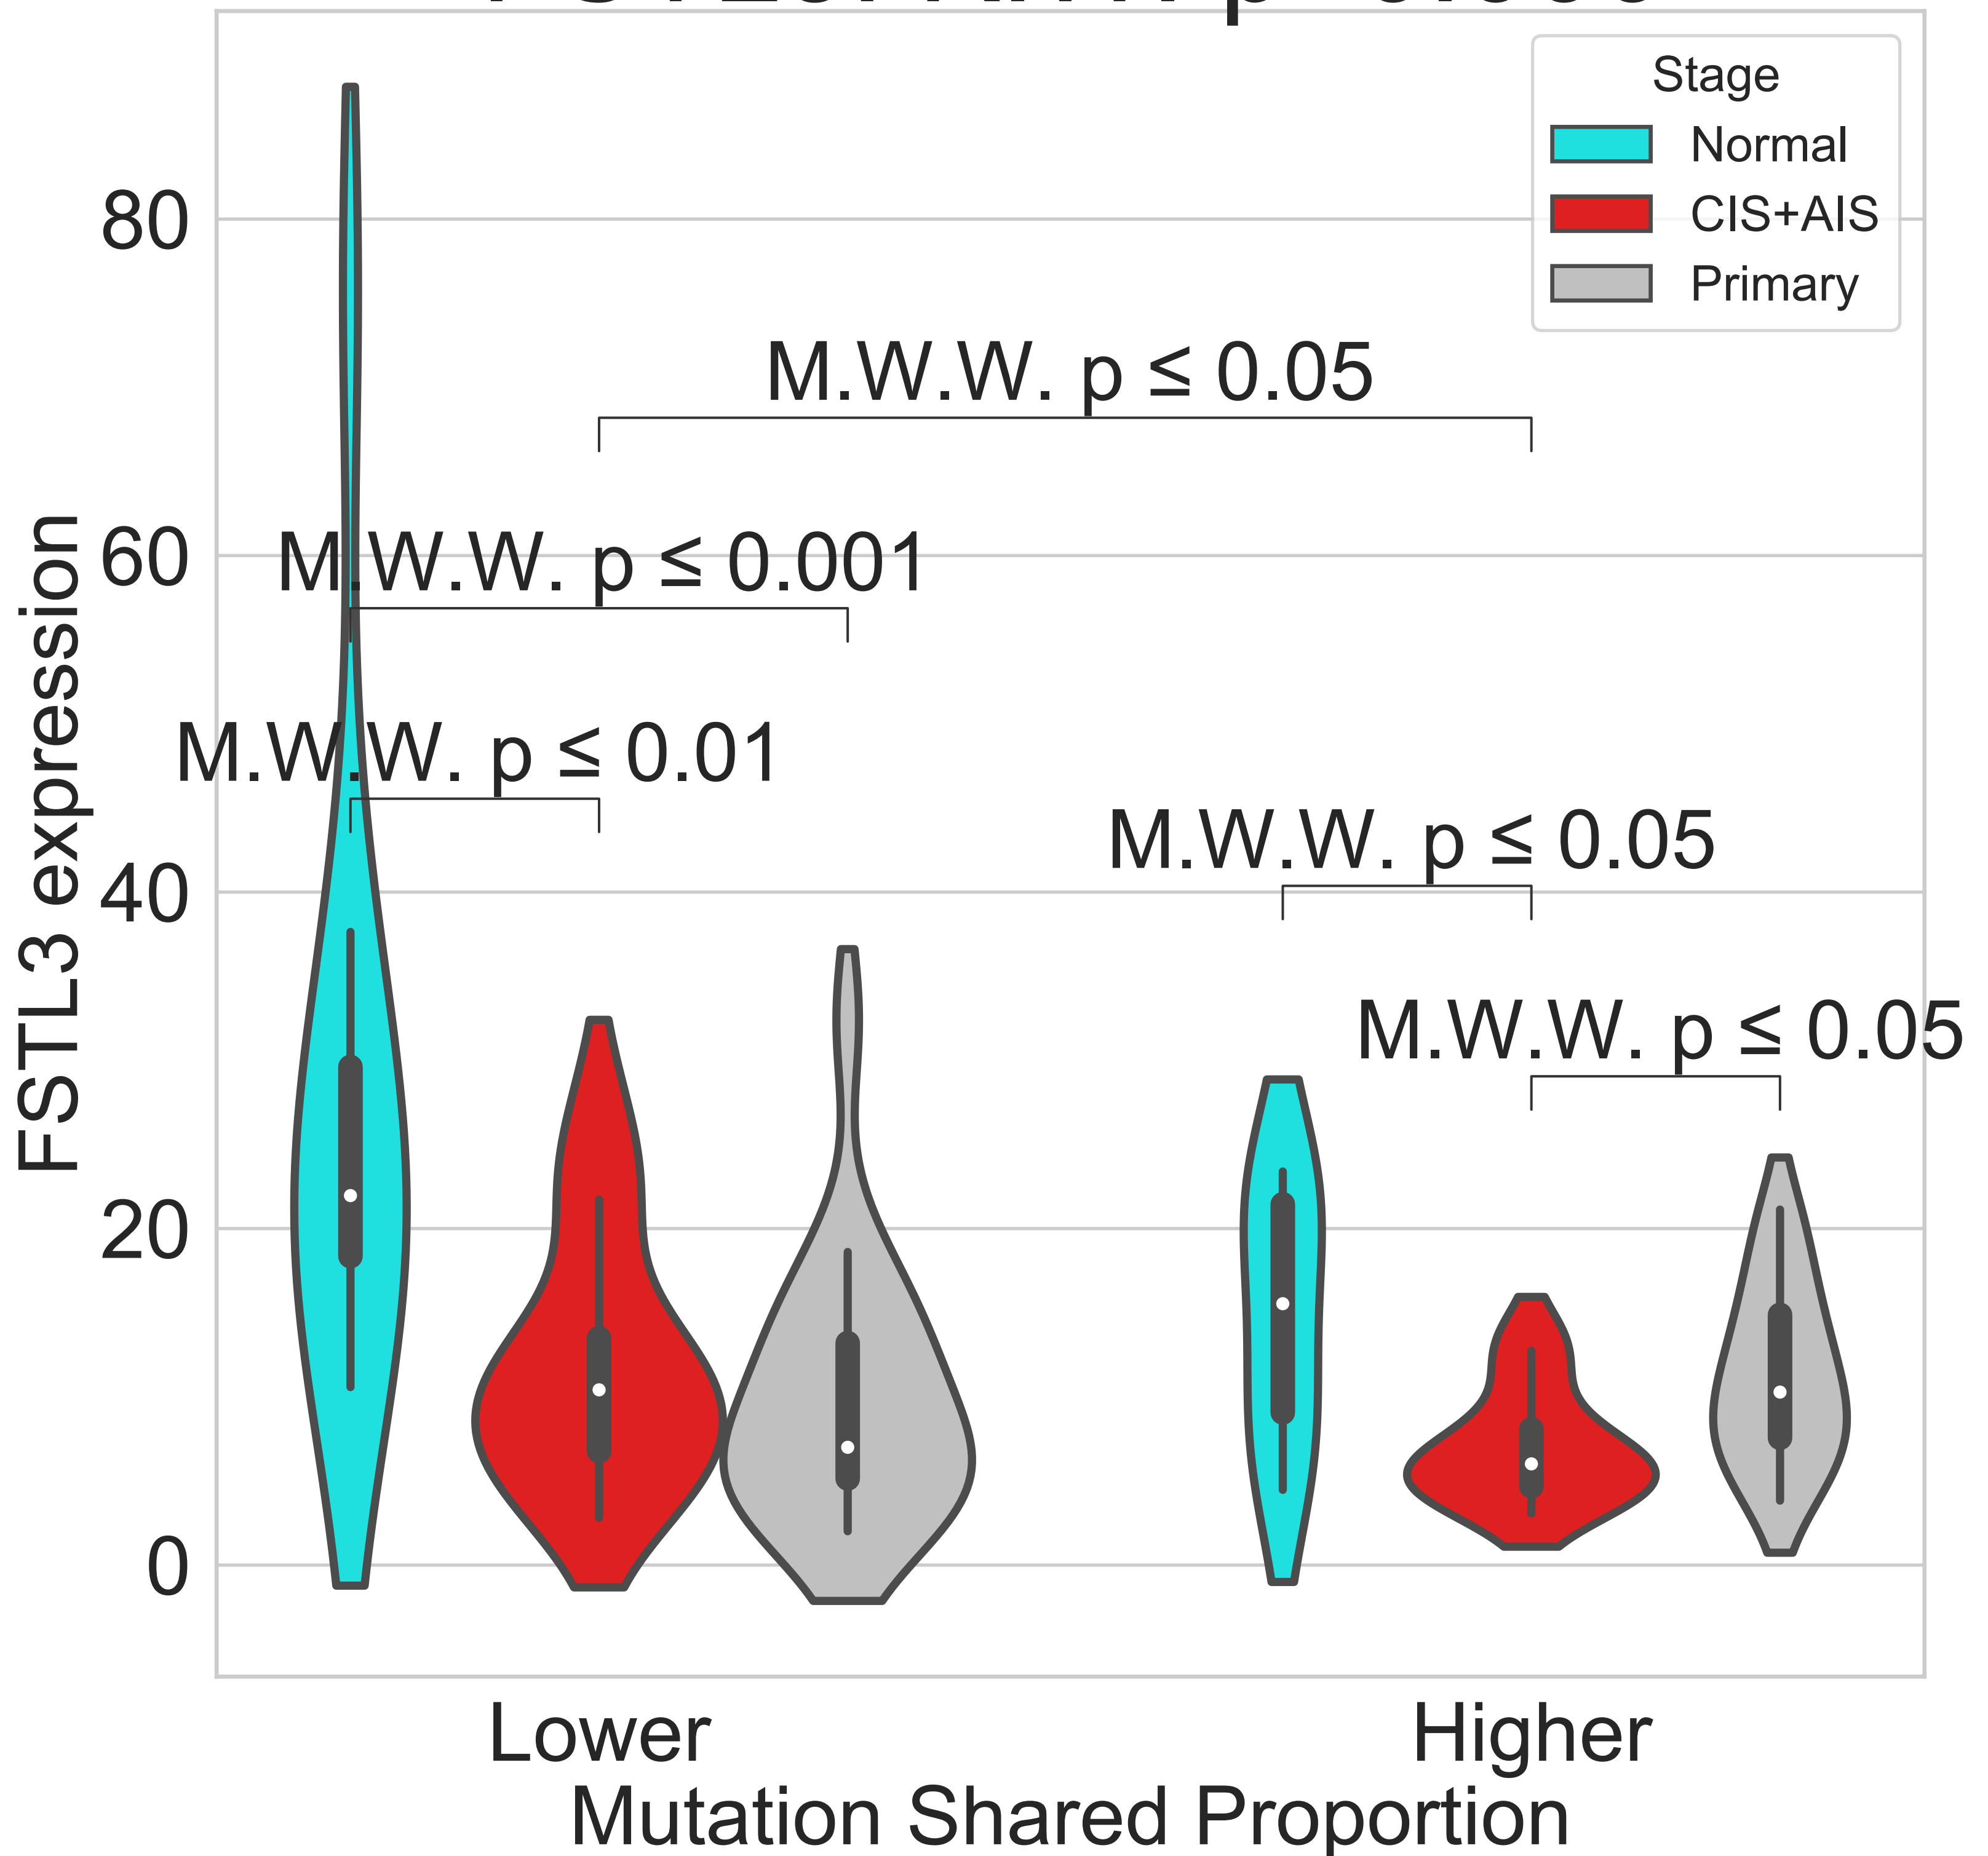 Stage
Normal
CIS+AIS
Primary
80
60
40
20
0
FSTL3 expression
M.W.W. p ≤ 0.05
M.W.W. p ≤ 0.001
M.W.W. p ≤ 0.01
M.W.W. p ≤ 0.05
M.W.W. p ≤ 0.05
Lower
Higher
Mutation Shared Proportion